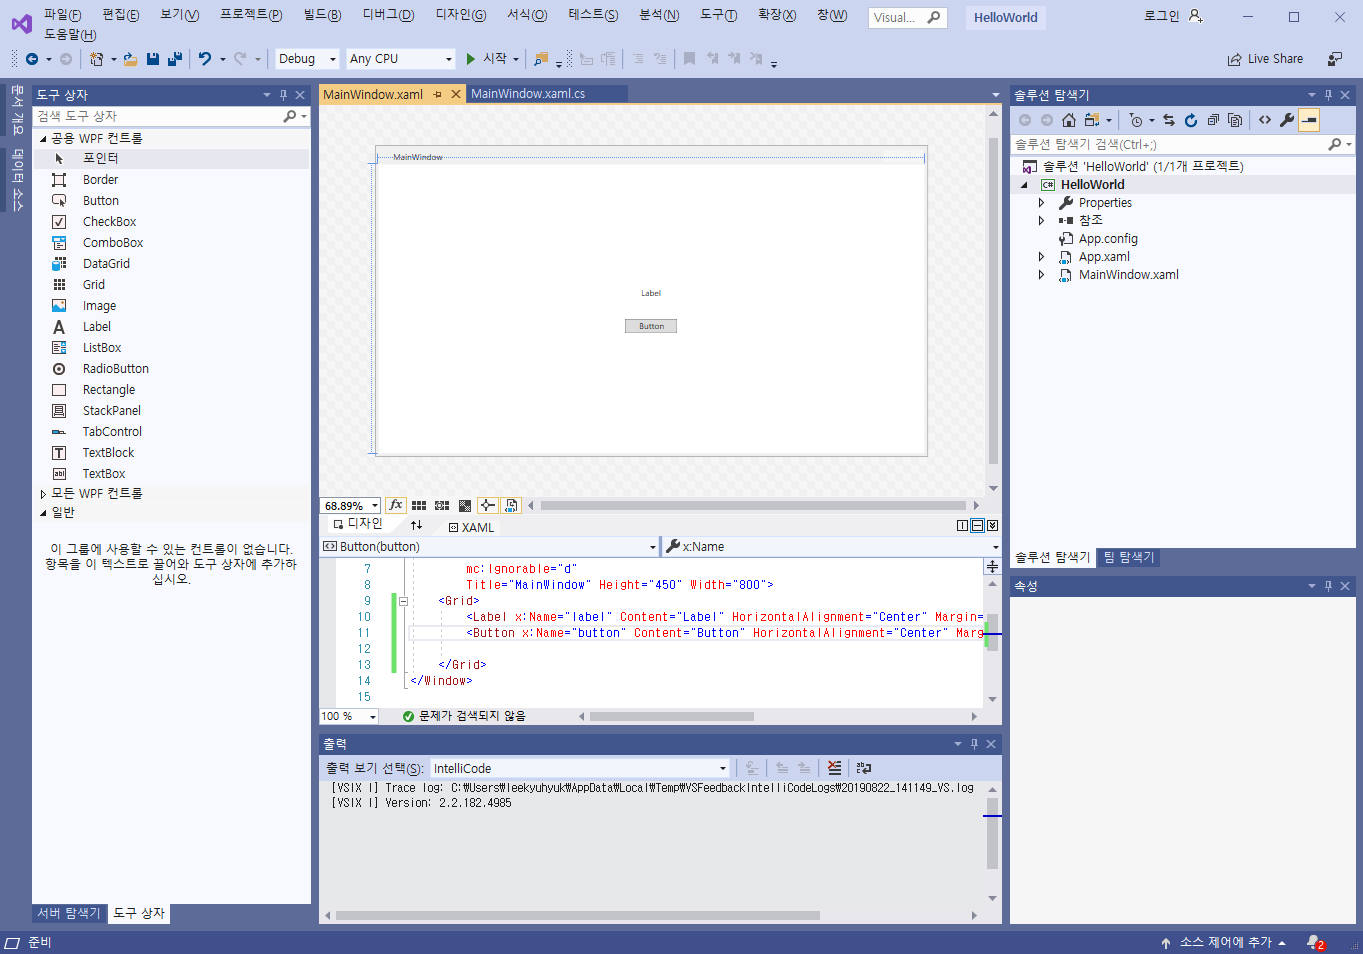 파일(F) 편집(E) 보기(V) 프로젝트(P) 빌드(B) 디버그(D) 디자인(G) 서식(O) 테스트(S) 분석(N) 도구(T) 확장(X) 창(W) Visual... HelloWorld 로그인
도움말(H)
Debug Any CPU 시작 Live Share
문서 개요
데이터 소스
도구 상자
검색 도구 상자
공용 WPF 컨트롤
포인터
Border
Button
CheckBox
ComboBox
DataGrid
Grid
Image
Label
ListBox
RadioButton
Rectangle
StackPanel
TabControl
TextBlock
TextBox
모든 WPF 컨트롤
일반
이 그룹에 사용할 수 있는 컨트롤이 없습니다.
항목을 이 텍스트로 끌어와 도구 상자에 추가하
십시오.
서버 탐색기 도구 상자
MainWindow.xaml MainWindow.xaml.cs
MainWindow
Label
Button
68.89%
디자인 XAML
Button(button) x:Name
7 mc:Ignorable="d"
8 Title="MainWindow" Height="450" Width="800">
9 <Grid>
10 <Label x:Name="label" Content="Label" HorizontalAlignment="Center" Margin=
11 <Button x:Name="button" Content="Button" HorizontalAlignment="Center" Marg
12
13 </Grid>
14 </Window>
15
100 % 문제가 검색되지 않음
출력
출력 보기 선택(S): IntelliCode
[VSIX I] Trace log: C:₩Users₩leekyuhyuk₩AppData₩Local₩Temp₩VSFeedbackIntelliCodeLogs₩20190822_141149_VS.log
[VSIX I] Version: 2.2.182.4985
솔루션 탐색기
솔루션 탐색기 검색(Ctrl+;)
솔루션 'HelloWorld' (1/1개 프로젝트)
C# HelloWorld
Properties
참조
App.config
App.xaml
MainWindow.xaml
솔루션 탐색기 팀 탐색기
속성
준비 소스 제어에 추가 2